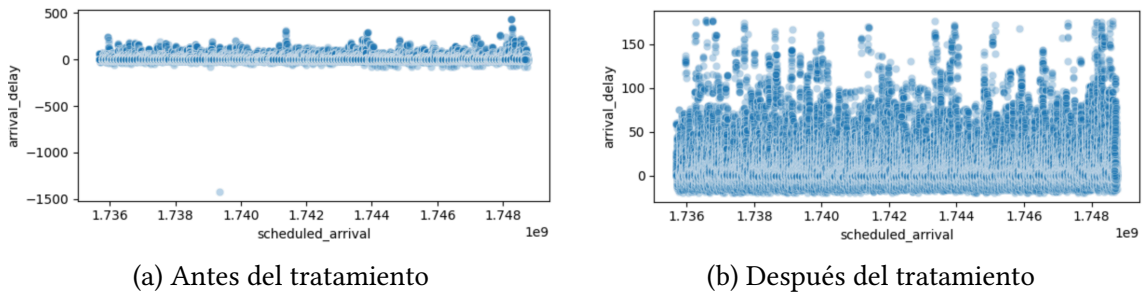 500
0
−500
−1000
−1500
arrival_delay
1.736 1.738 1.740 1.742 1.744 1.746 1.748
scheduled_arrival
1e9
(a) Antes del tratamiento
150
100
50
0
arrival_delay
1.736 1.738 1.740 1.742 1.744 1.746 1.748
scheduled_arrival
1e9
(b) Después del tratamiento